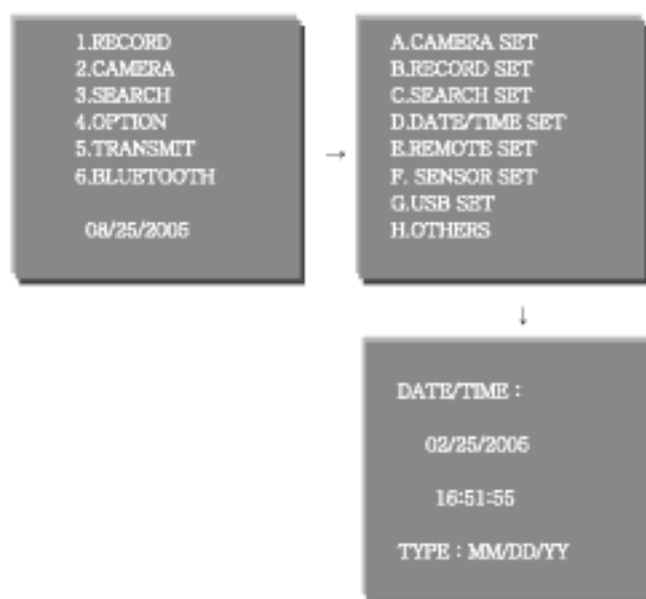 1.RECORD
2.CAMERA
3.SEARCH
4.OPTION
5.TRANSMIT
6.BLUETOOTH
08/25/2005
→
A.CAMERA SET
B.RECORD SET
C.SEARCH SET
D.DATE/TIME SET
E.REMOTE SET
F. SENSOR SET
G.USB SET
H.OTHERS
↓
DATE/TIME :
02/25/2005
16:51:55
TYPE : MM/DD/YY